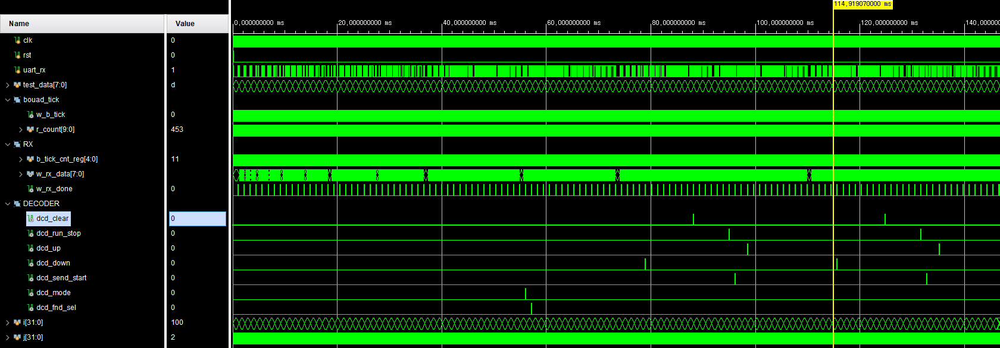 114,919070000 ms
Name Value
0,000000000 ms 20,000000000 ms 40,000000000 ms 60,000000000 ms 80,000000000 ms 100,000000000 ms 120,000000000 ms 140,000000
clk 0
rst 0
uart_rx 1
test_data[7:0] d
bouad_tick
w_b_tick 0
r_count[9:0] 453
RX
b_tick_cnt_reg[4:0] 11
w_rx_data[7:0]
w_rx_done 0
DECODER
dcd_clear 0
dcd_run_stop 0
dcd_up 0
dcd_down 0
dcd_send_start 0
dcd_mode 0
dcd_fnd_sel 0
i[31:0] 100
j[31:0] 2